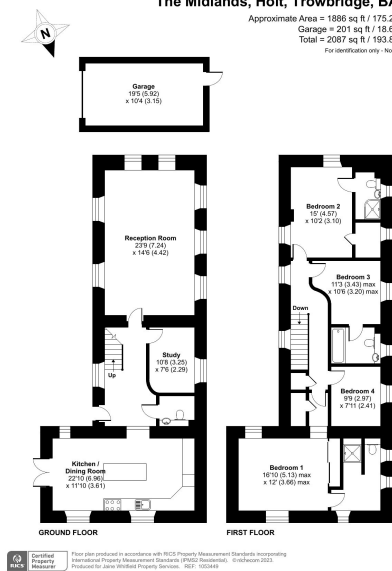 The Midlands, Holt, Trowbridge, BA
Approximate Area = 1886 sq ft / 175.2
Garage = 201 sq ft / 18.6
Total = 2087 sq ft / 193.8
For identification only - No
N
Garage
19'5 (5.92)
x 10'4 (3.15)
Reception Room
23'9 (7.24)
x 14'6 (4.42)
Study
10'8 (3.25)
x 7'6 (2.29)
Up
Kitchen /
Dining Room
22'10 (6.96)
x 11'10 (3.61)
GROUND FLOOR
Bedroom 2
15' (4.57)
x 10'2 (3.10)
Bedroom 3
11'3 (3.43) max
x 10'6 (3.20) max
Down
Bedroom 4
9'9 (2.97)
x 7'11 (2.41)
Bedroom 1
16'10 (5.13) max
x 12' (3.66) max
FIRST FLOOR
RICS
Certified
Property
Measurer
Floor plan produced in accordance with RICS Property Measurement Standards incorporating
International Property Measurement Standards (IPMS2 Residential). ©nichecom 2023.
Produced for Jaine Whitfield Property Services. REF: 1053449